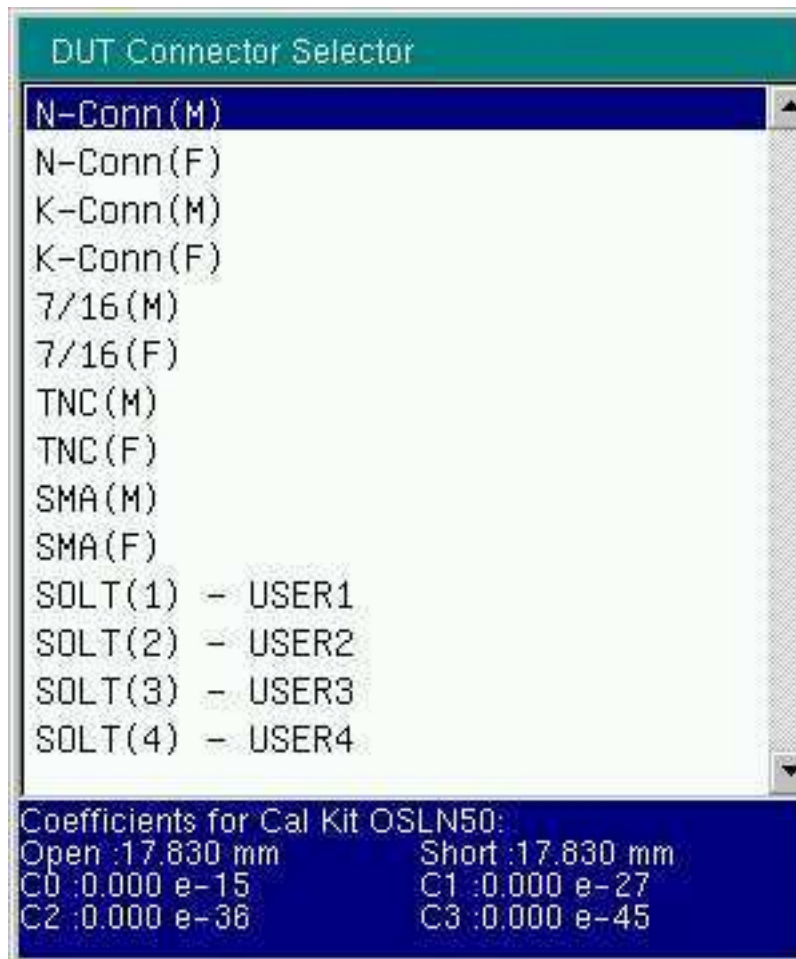 DUT Connector Selector
N-Conn(M)
N-Conn(F)
K-Conn(M)
K-Conn(F)
7/16(M)
7/16(F)
TNC(M)
TNC(F)
SMA(M)
SMA(F)
SOLT(1) - USER1
SOLT(2) - USER2
SOLT(3) - USER3
SOLT(4) - USER4
Coefficients for Cal Kit OSLN50:
Open :17.830 mm Short :17.830 mm
C0 :0.000 e-15 C1 :0.000 e-27
C2 :0.000 e-36 C3 :0.000 e-45